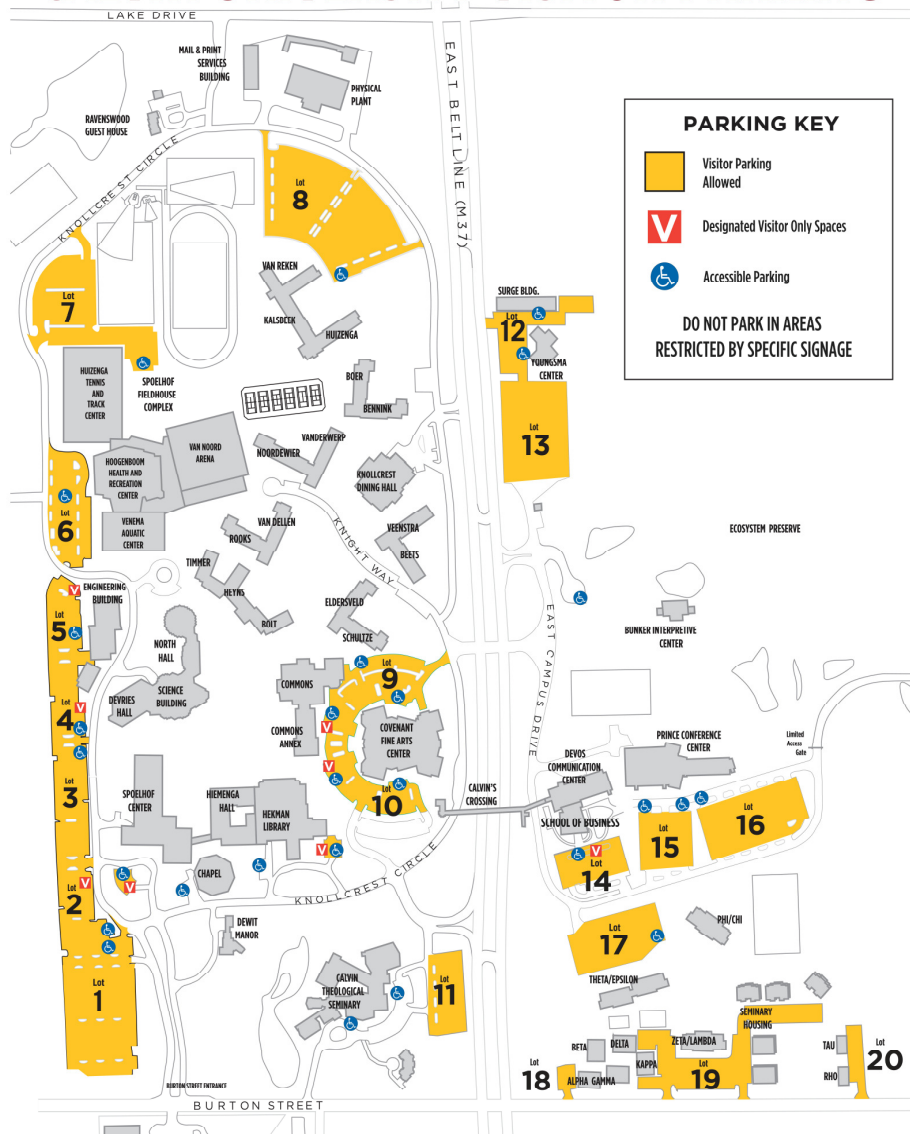 LAKE DRIVE
MAIL & PRINT
SERVICES
BUILDING
PHYSICAL
PLANT
RAVENSWOOD
GUEST HOUSE
KNOLLCREST CIRCLE
EAST BELTLINE (M37)
PARKING KEY
Visitor Parking
Allowed
V
Designated Visitor Only Spaces
Accessible Parking
DO NOT PARK IN AREAS
RESTRICTED BY SPECIFIC SIGNAGE
Lot
8
VAN REKEN
KALSBEEK
HUIZENGA
Lot
7
SURGE BLDG.
Lot
12
YOUNGSMA
CENTER
HUIZENGA
TENNIS
AND
TRACK
CENTER
SPOELHOF
FIELDHOUSE
COMPLEX
BOER
BENNINK
VAN NOORD
ARENA
VANDERWERP
NOORDEWIER
Lot
13
HOOGENBOOM
HEALTH AND
RECREATION
CENTER
KNOLLCREST
DINING HALL
Lot
6
VENEMA
AQUATIC
CENTER
VAN DELLEN
ROOKS
KNIGHT WAY
VEENSTRA
BEETS
ECOSYSTEM PRESERVE
TIMMER
HEYNS
BOLT
V
ENGINEERING
BUILDING
Lot
5
ELDERSVELD
SCHULTZE
EAST CAMPUS DRIVE
BUNKER INTERPRETIVE
CENTER
NORTH
HALL
SCIENCE
BUILDING
DEVRIES
HALL
Lot
4
V
COMMONS
Lot
9
COMMONS
ANNEX
V
COVENANT
FINE ARTS
CENTER
V
Lot
10
Lot
3
SPOELHOF
CENTER
HIEMENGA
HALL
HEKMAN
LIBRARY
CALVIN'S
CROSSING
DEVOS
COMMUNICATION
CENTER
PRINCE CONFERENCE
CENTER
Limited
Access
Gate
SCHOOL OF BUSINESS
Lot
15
Lot
16
V
Lot
14
V
CHAPEL
KNOLLCREST CIRCLE
Lot
2
V
V
DEWIT
MANOR
Lot
17
PHI/CHI
Lot
1
CALVIN
THEOLOGICAL
SEMINARY
Lot
11
THETA/EPSILON
SEMINARY
HOUSING
BETA
DELTA
ZETA/LAMBDA
KAPPA
ALPHA
GAMMA
Lot
18
Lot
19
TAU
RHO
Lot
20
BURTON STREET ENTRANCE
BURTON STREET